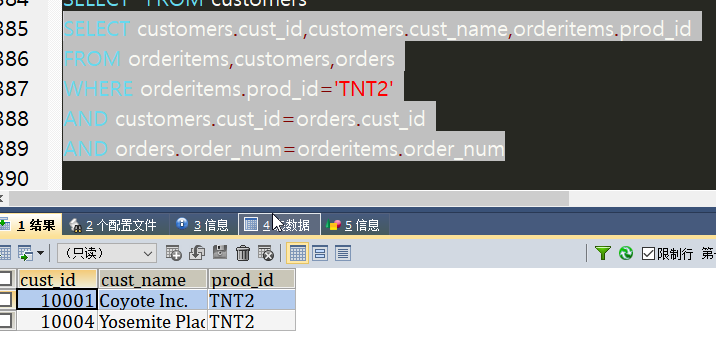 SELECT * FROM customers
385 SELECT customers.cust_id,customers.cust_name,orderitems.prod_id
386 FROM orderitems,customers,orders
387 WHERE orderitems.prod_id='TNT2'
388 AND customers.cust_id=orders.cust_id
389 AND orders.order_num=orderitems.order_num
390
1 结果 2 个配置文件 3 信息 4 数据 5 信息
(只读) 限制行
cust_id cust_name prod_id
10001 Coyote Inc. TNT2
10004 Yosemite Plac TNT2